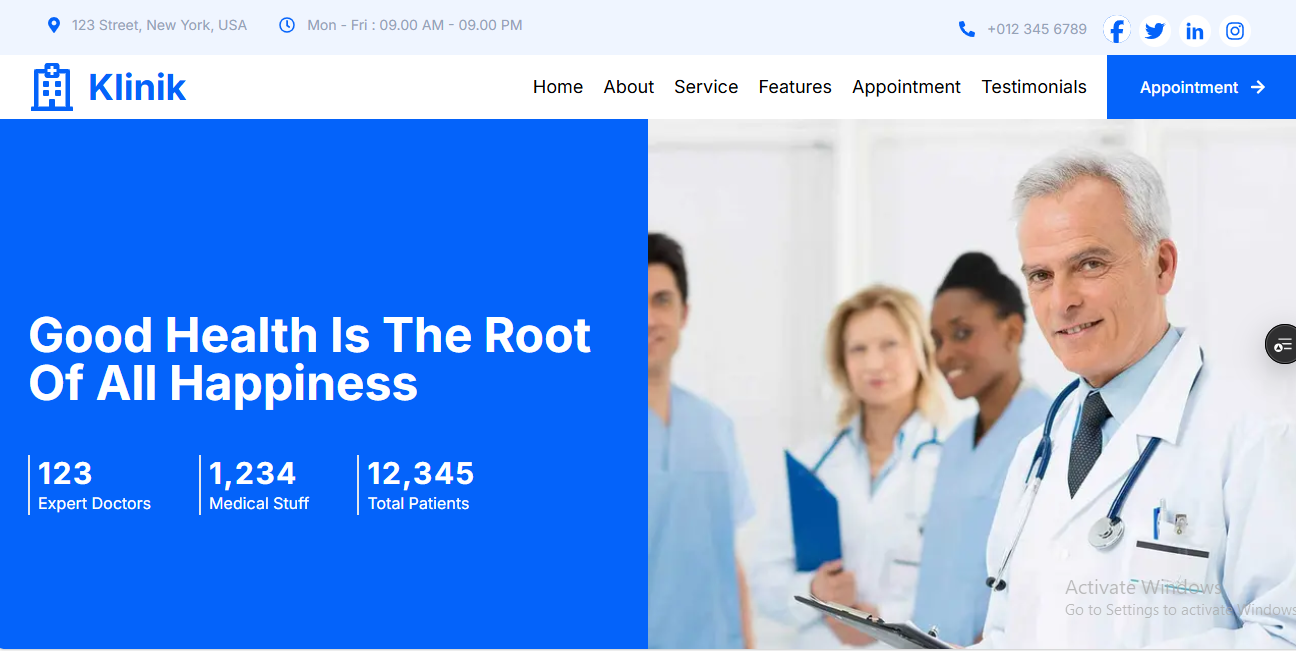 123 Street, New York, USA
Mon - Fri : 09.00 AM - 09.00 PM
+012 345 6789
Klinik
Home
About
Service
Features
Appointment
Testimonials
Appointment
Good Health Is The Root
Of All Happiness
123
Expert Doctors
1,234
Medical Stuff
12,345
Total Patients
Activate Windows
Go to Settings to activate Windows